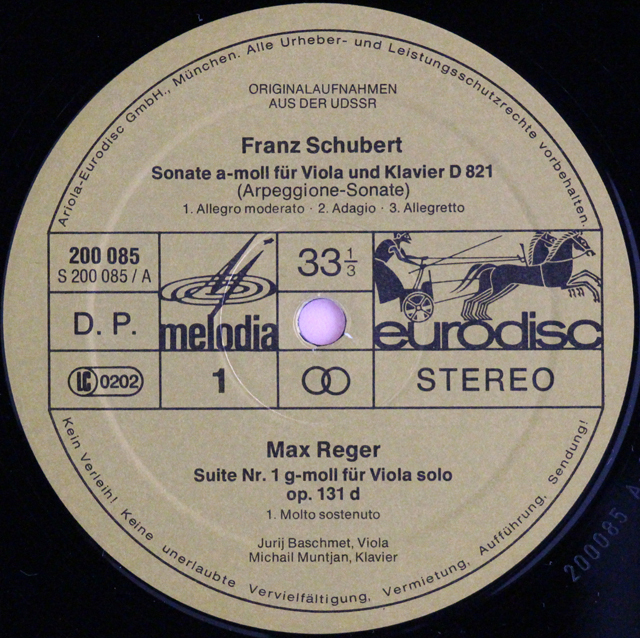 Ariola-Eurodisc GmbH., München. Alle Urheber- und Leistungsschutzrechte vorbehalten.
ORIGINALAUFNAHMEN
AUS DER UDSSR
Franz Schubert
Sonate a-moll für Viola und Klavier D 821
(Arpeggione-Sonate)
1. Allegro moderato · 2. Adagio · 3. Allegretto
200 085
S 200 085 / A
33 1/3
D. P.
melodia
eurodisc
LC 0202
1
STEREO
Max Reger
Suite Nr. 1 g-moll für Viola solo
op. 131 d
1. Molto sostenuto
Jurij Baschmet, Viola
Michail Muntjan, Klavier
Kein Verleih! Keine unerlaubte Vervielfältigung, Vermietung, Aufführung, Sendung!
200085 A